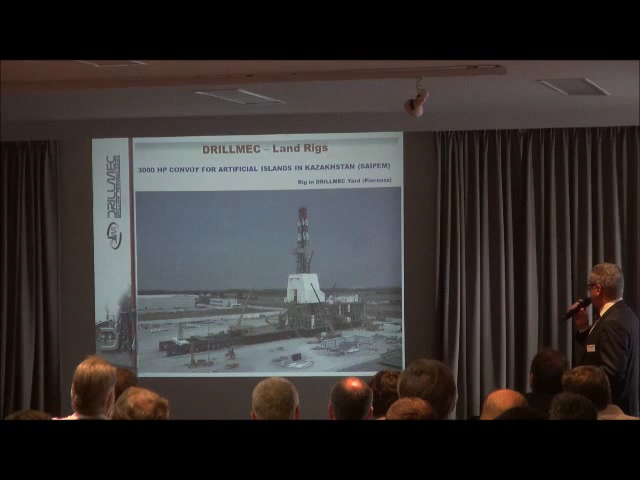 DRILLMEC
DRILLMEC – Land Rigs
3000 HP CONVOY FOR ARTIFICIAL ISLANDS IN KAZAKHSTAN (SAIPEM)
Rig in DRILLMEC Yard (Piacenza)